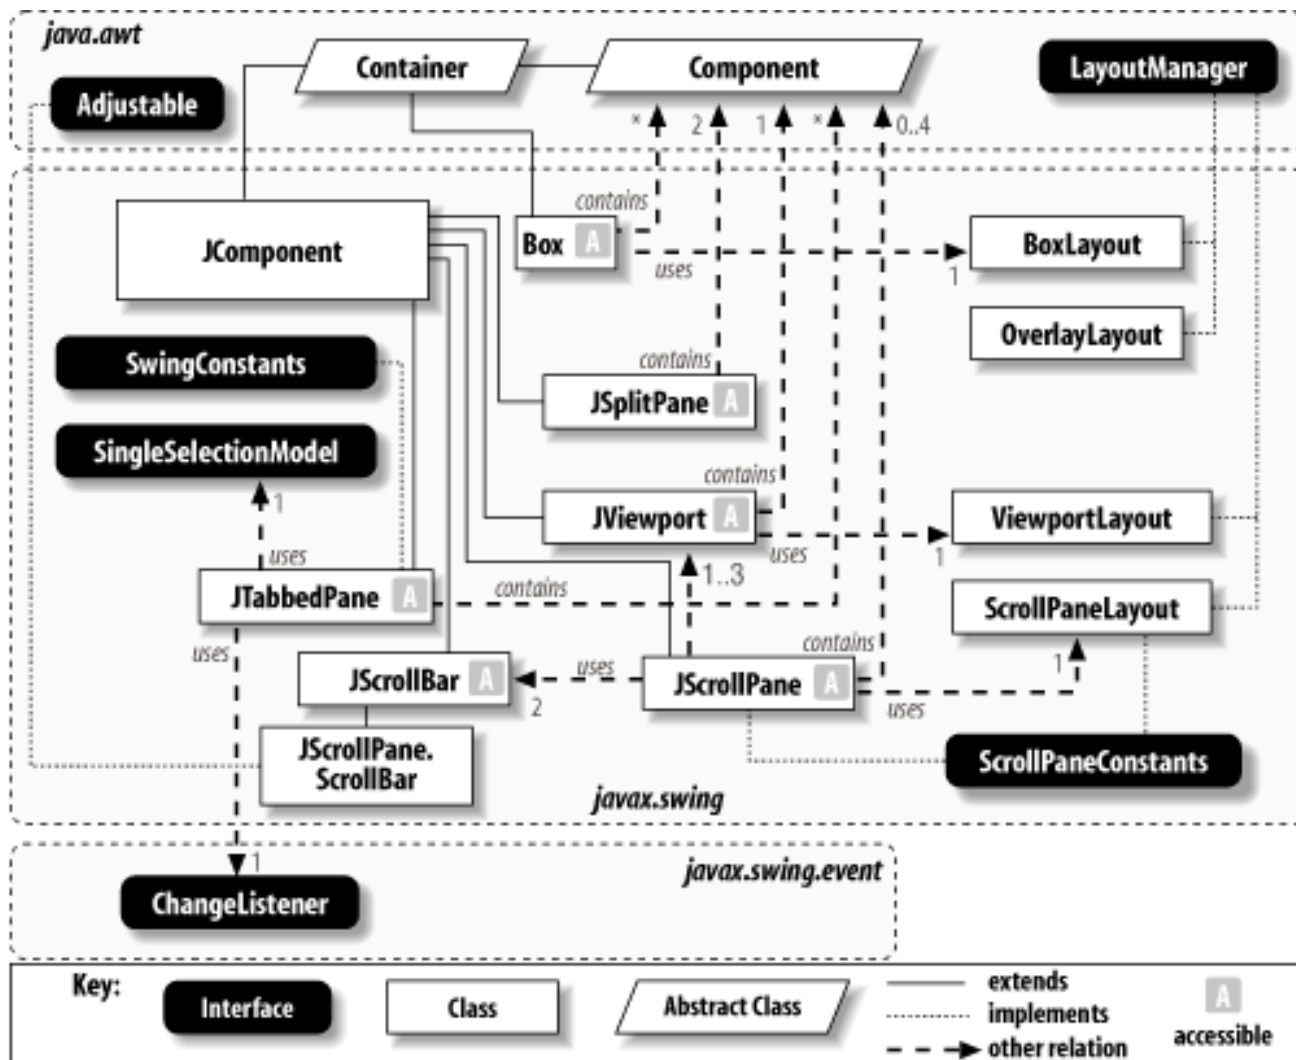 java.awt
Container
Component
LayoutManager
Adjustable
*
2
1
*
0..4
contains
JComponent
Box A
BoxLayout
uses
1
OverlayLayout
SwingConstants
contains
JSplitPane A
SingleSelectionModel
contains
1
JViewport A
ViewportLayout
uses
uses
1
1..3
JTabbedPane A
contains
ScrollPaneLayout
uses
contains
1
JScrollBar A
uses
2
JScrollPane A
uses
JScrollPane.
ScrollBar
ScrollPaneConstants
javax.swing
1
javax.swing.event
ChangeListener
Key:
Interface
Class
Abstract Class
extends
implements
other relation
A
accessible